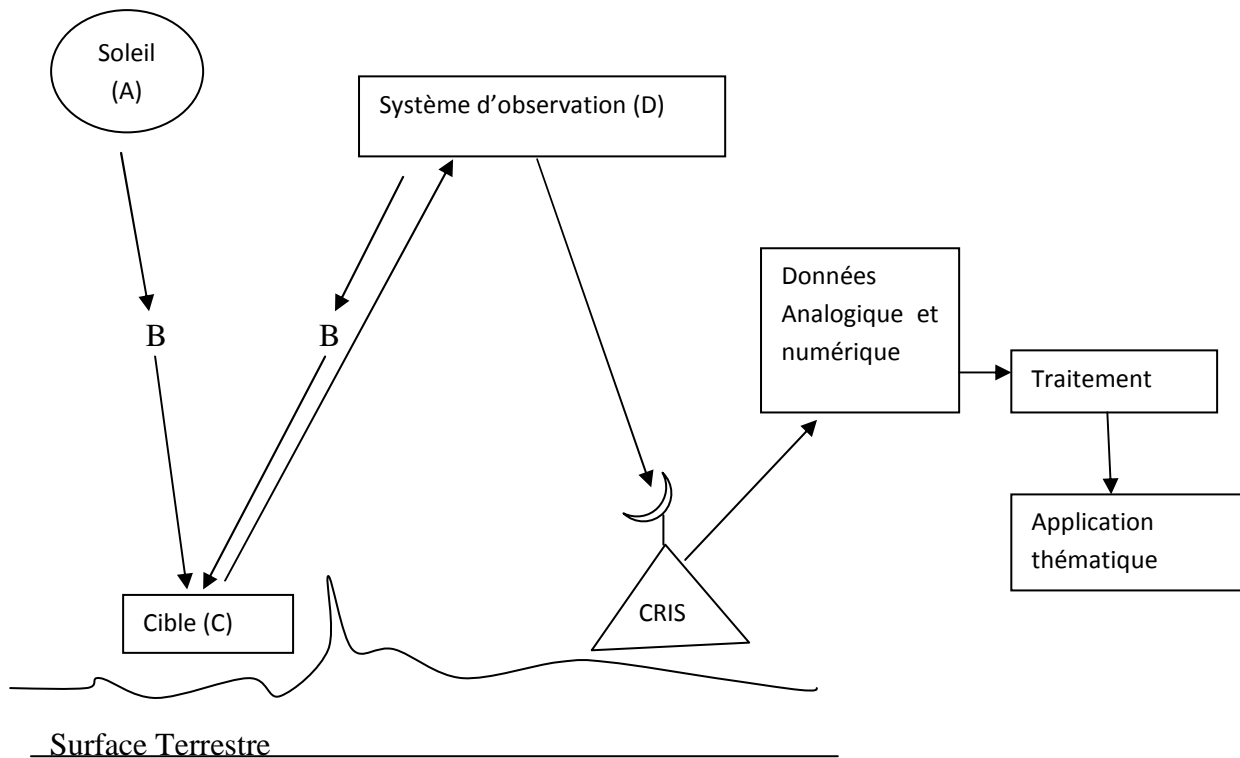 Soleil
(A)
Système d'observation (D)
B
B
Données
Analogique et
numérique
Traitement
Application
thématique
Cible (C)
CRIS
Surface Terrestre